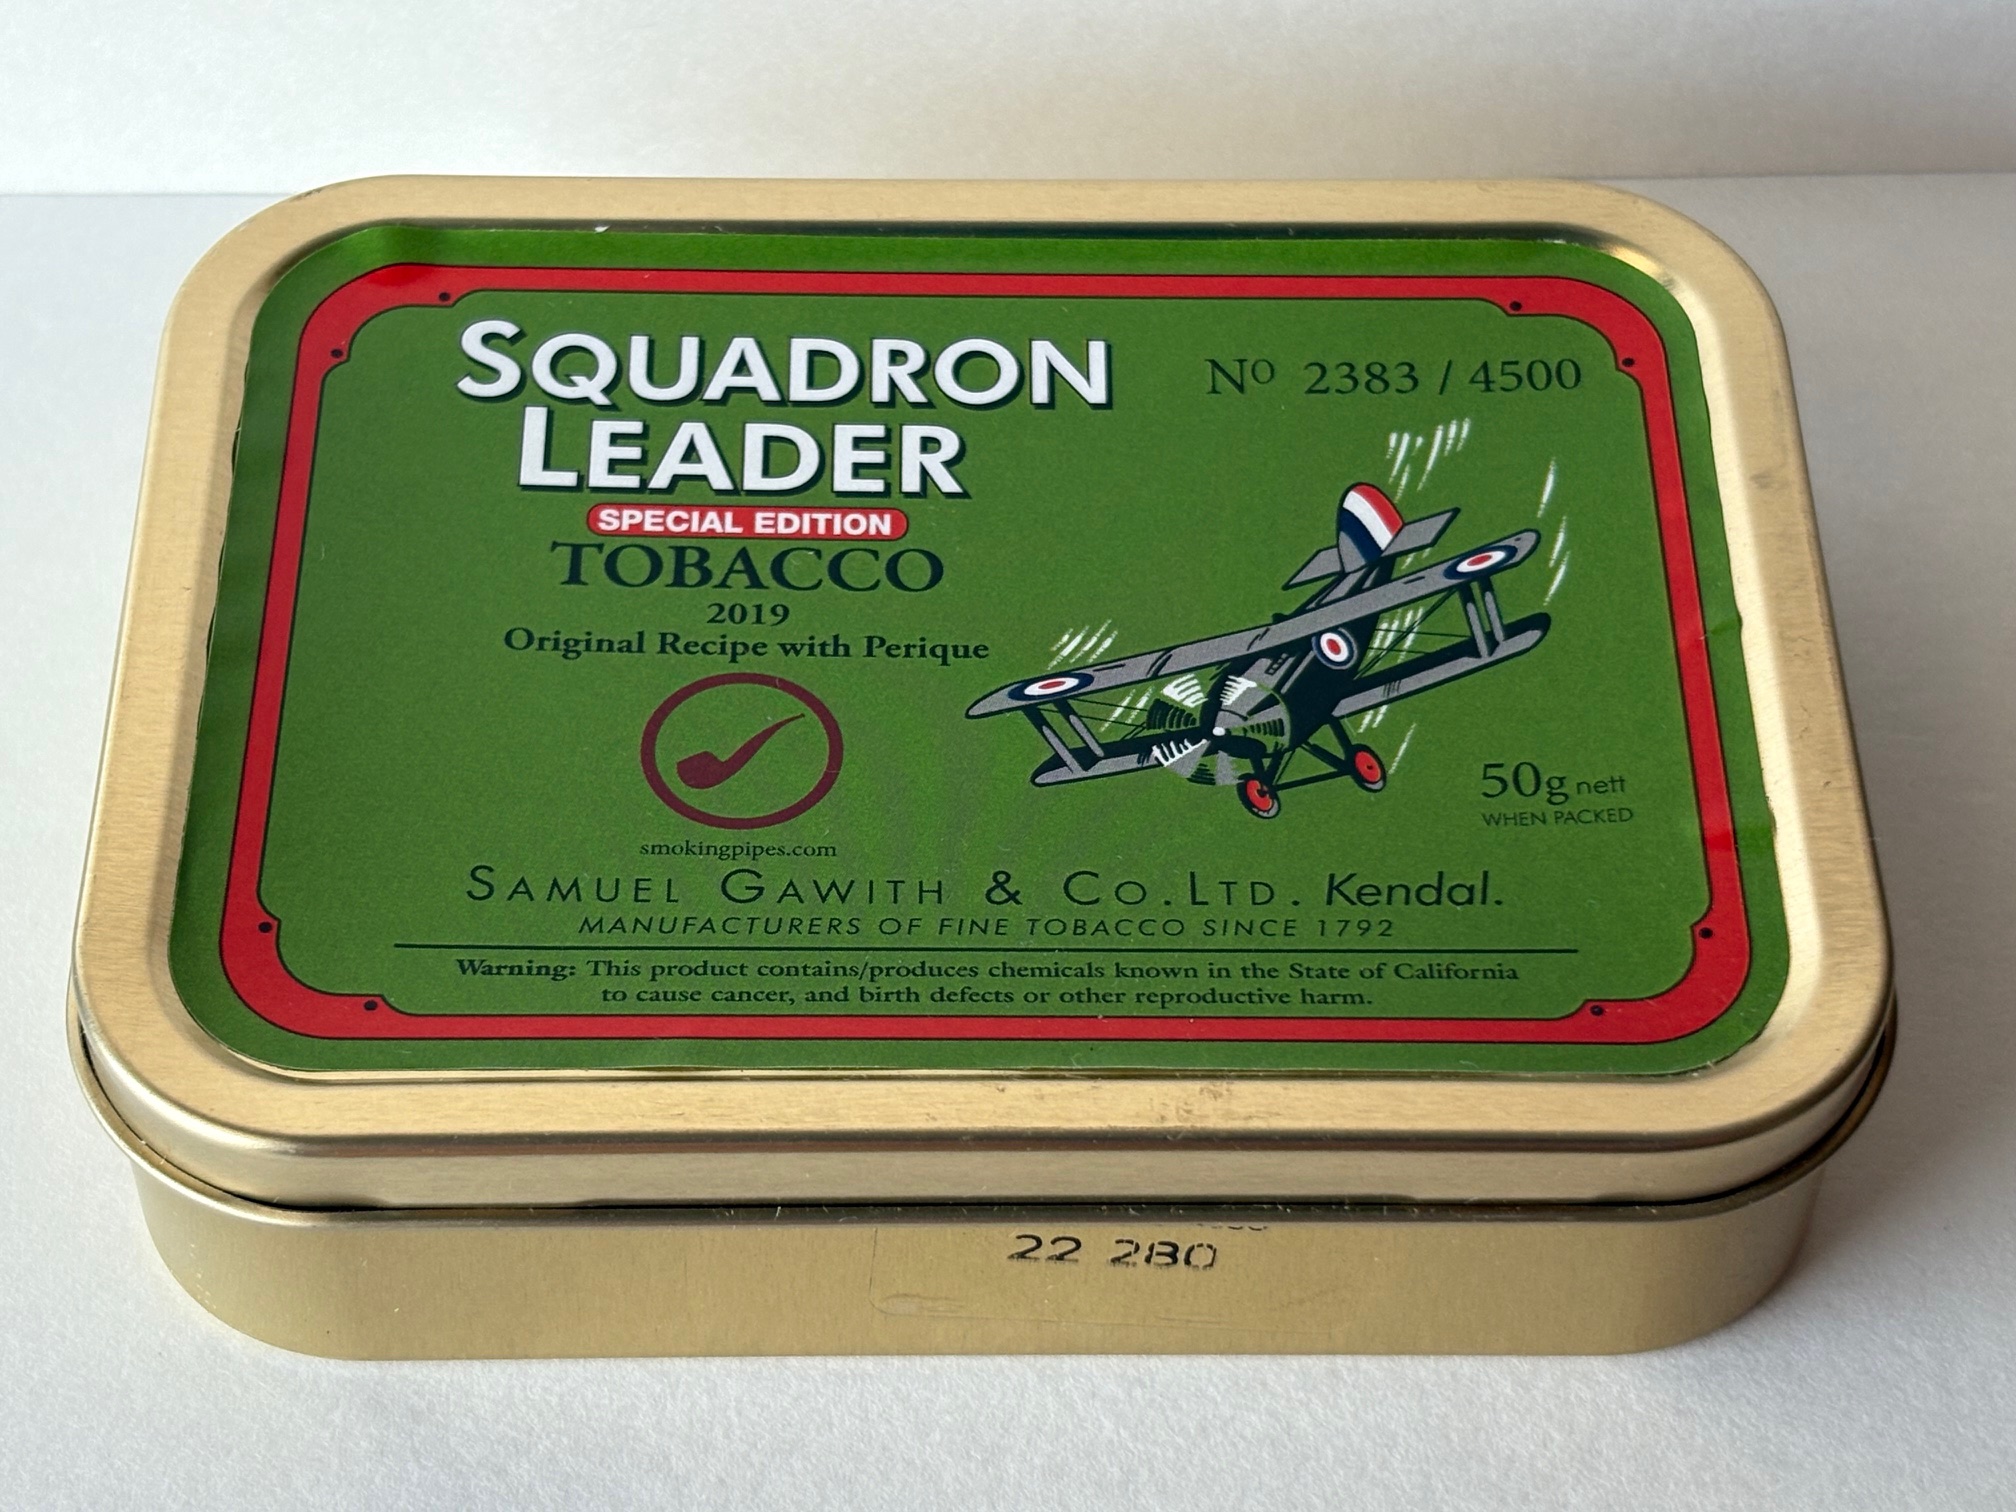 SQUADRON
LEADER
SPECIAL EDITION
TOBACCO
2019
Original Recipe with Perique
smokingpipes.com
Nº 2383 / 4500
50g nett
WHEN PACKED
SAMUEL GAWITH & CO. LTD. Kendal.
MANUFACTURERS OF FINE TOBACCO SINCE 1792
Warning: This product contains/produces chemicals known in the State of California
to cause cancer, and birth defects or other reproductive harm.
22 280